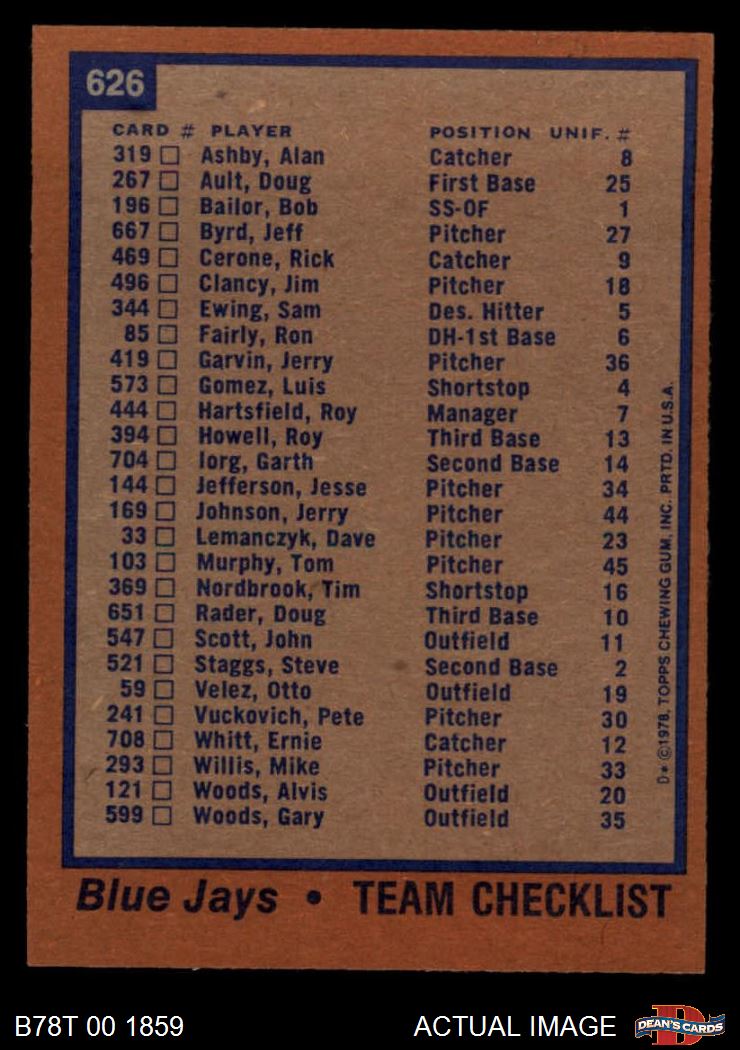 626
CARD # PLAYER POSITION UNIF. #
319 Ashby, Alan Catcher 8
267 Ault, Doug First Base 25
196 Bailor, Bob SS-OF 1
667 Byrd, Jeff Pitcher 27
469 Cerone, Rick Catcher 9
496 Clancy, Jim Pitcher 18
344 Ewing, Sam Des. Hitter 5
85 Fairly, Ron DH-1st Base 6
419 Garvin, Jerry Pitcher 36
573 Gomez, Luis Shortstop 4
444 Hartsfield, Roy Manager 7
394 Howell, Roy Third Base 13
704 Iorg, Garth Second Base 14
144 Jefferson, Jesse Pitcher 34
169 Johnson, Jerry Pitcher 44
33 Lemanczyk, Dave Pitcher 23
103 Murphy, Tom Pitcher 45
369 Nordbrook, Tim Shortstop 16
651 Rader, Doug Third Base 10
547 Scott, John Outfield 11
521 Staggs, Steve Second Base 2
59 Velez, Otto Outfield 19
241 Vuckovich, Pete Pitcher 30
708 Whitt, Ernie Catcher 12
293 Willis, Mike Pitcher 33
121 Woods, Alvis Outfield 20
599 Woods, Gary Outfield 35
D* ©1978, TOPPS CHEWING GUM, INC. PRTD. IN U.S.A.
Blue Jays • TEAM CHECKLIST
B78T 00 1859 ACTUAL IMAGE
D
DEAN'S CARDS